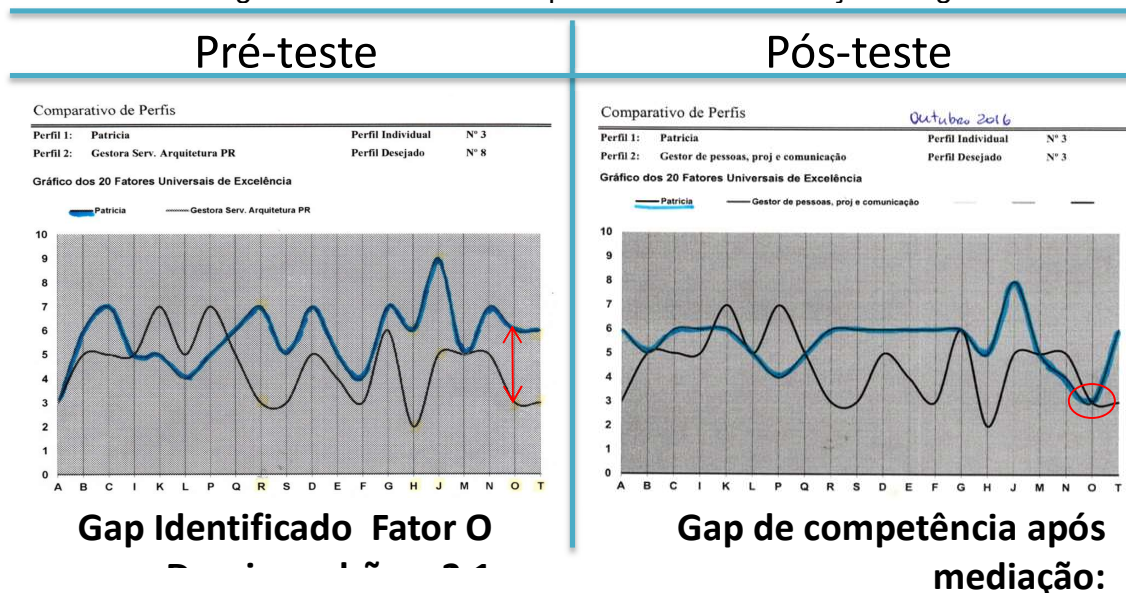 Pré-teste
Comparativo de Perfis
Perfil 1: Patricia Perfil Individual Nº 3
Perfil 2: Gestora Serv. Arquitetura PR Perfil Desejado Nº 8
Gráfico dos 20 Fatores Universais de Excelência
Patricia Gestora Serv. Arquitetura PR
10
9
8
7
6
5
4
3
2
1
0
A B C I K L P Q R S D E F G H J M N O T
Gap Identificado Fator O
Pós-teste
Comparativo de Perfis
Outubro 2016
Perfil 1: Patricia Perfil Individual Nº 3
Perfil 2: Gestor de pessoas, proj e comunicação Perfil Desejado Nº 3
Gráfico dos 20 Fatores Universais de Excelência
Patricia Gestor de pessoas, proj e comunicação
10
9
8
7
6
5
4
3
2
1
0
A B C I K L P Q R S D E F G H J M N O T
Gap de competência após
mediação: